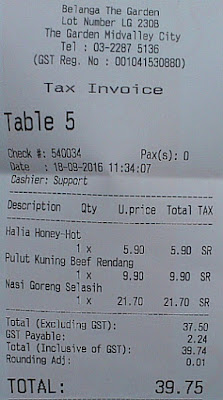 Belanga The Garden
Lot Number LG 230B
The Garden Midvalley City
Tel : 03-2287 5136
(GST Reg. No : 001041530880)
Tax Invoice
Table 5
Check #: 540034 Pax(s): 0
Date : 18-09-2016 11:34:07
Cashier: Support
Description Qty U.price Total TAX
Halia Honey-Hot
1 x 5.90 5.90 SR
Pulut Kuning Beef Rendang
1 x 9.90 9.90 SR
Nasi Goreng Selasih
1 x 21.70 21.70 SR
Total (Excluding GST): 37.50
GST Payable: 2.24
Total (Inclusive of GST): 39.74
Rounding Adj: 0.01
TOTAL: 39.75